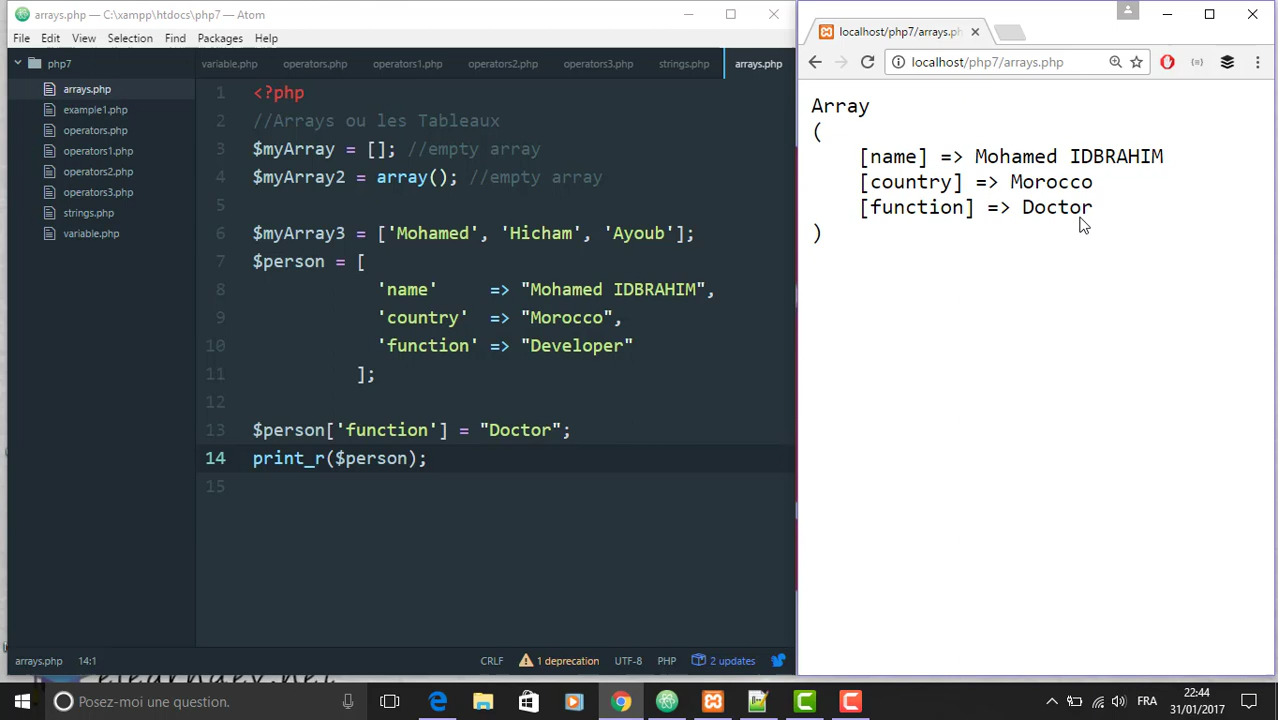 arrays.php — C:\xampp\htdocs\php7 — Atom
File Edit View Selection Find Packages Help
php7
arrays.php
example1.php
operators.php
operators1.php
operators2.php
operators3.php
strings.php
variable.php
variable.php operators.php operators1.php operators2.php operators3.php strings.php arrays.php
1 <?php
2 //Arrays ou les Tableaux
3 $myArray = []; //empty array
4 $myArray2 = array(); //empty array
5
6 $myArray3 = ['Mohamed', 'Hicham', 'Ayoub'];
7 $person = [
8 'name' => "Mohamed IDBRAHIM",
9 'country' => "Morocco",
10 'function' => "Developer"
11 ];
12
13 $person['function'] = "Doctor";
14 print_r($person);
15
arrays.php 14:1 CRLF 1 deprecation UTF-8 PHP 2 updates
localhost/php7/arrays.ph
localhost/php7/arrays.php
Array
(
[name] => Mohamed IDBRAHIM
[country] => Morocco
[function] => Doctor
)
Posez-moi une question.
FRA
22:44
31/01/2017